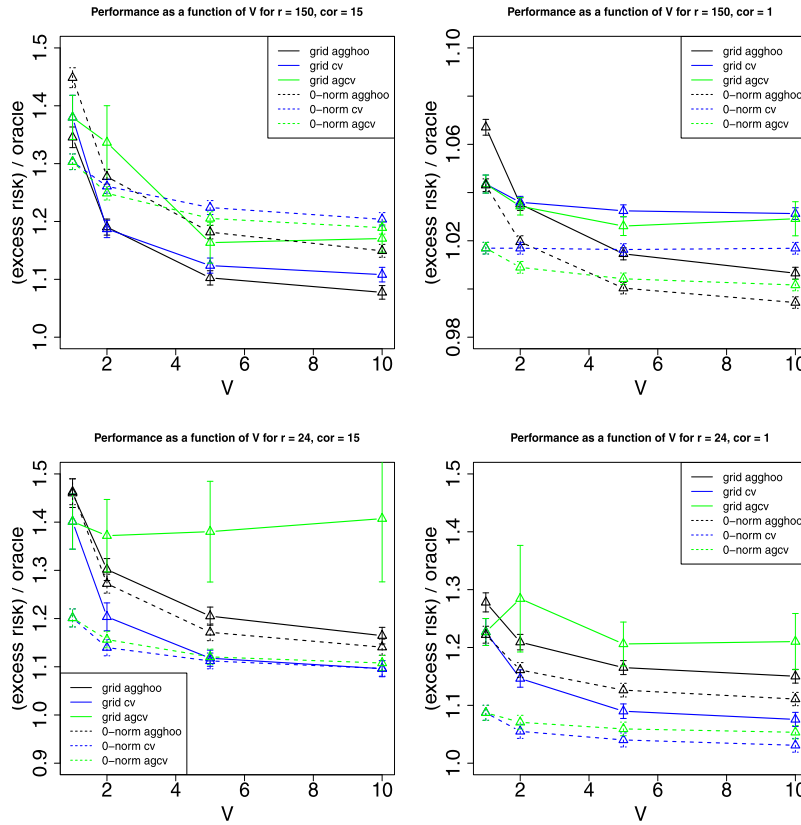 Performance as a function of V for r = 150, cor = 15
(excess risk) / oracle
1.5
1.4
1.3
1.2
1.1
1.0
grid agghoo
grid cv
grid agcv
0−norm agghoo
0−norm cv
0−norm agcv
2
4
6
8
10
V
Performance as a function of V for r = 150, cor = 1
(excess risk) / oracle
1.10
1.06
1.02
0.98
grid agghoo
grid cv
grid agcv
0−norm agghoo
0−norm cv
0−norm agcv
2
4
6
8
10
V
Performance as a function of V for r = 24, cor = 15
(excess risk) / oracle
1.5
1.4
1.3
1.2
1.1
1.0
0.9
grid agghoo
grid cv
grid agcv
0−norm agghoo
0−norm cv
0−norm agcv
2
4
6
8
10
V
Performance as a function of V for r = 24, cor = 1
(excess risk) / oracle
1.5
1.4
1.3
1.2
1.1
1.0
grid agghoo
grid cv
grid agcv
0−norm agghoo
0−norm cv
0−norm agcv
2
4
6
8
10
V